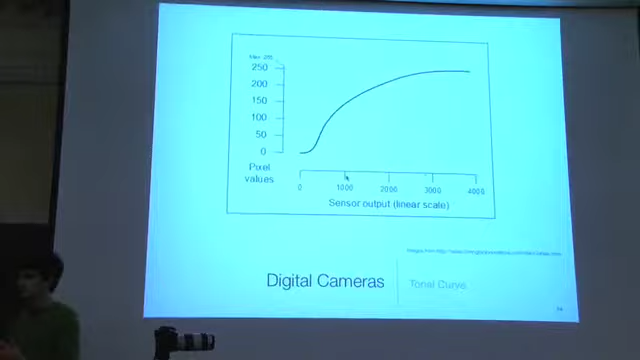 250
200
150
100
50
0
Pixel
values
0 1000 2000 3000 4000
Sensor output (linear scale)
Digital Cameras
Tonal Curve